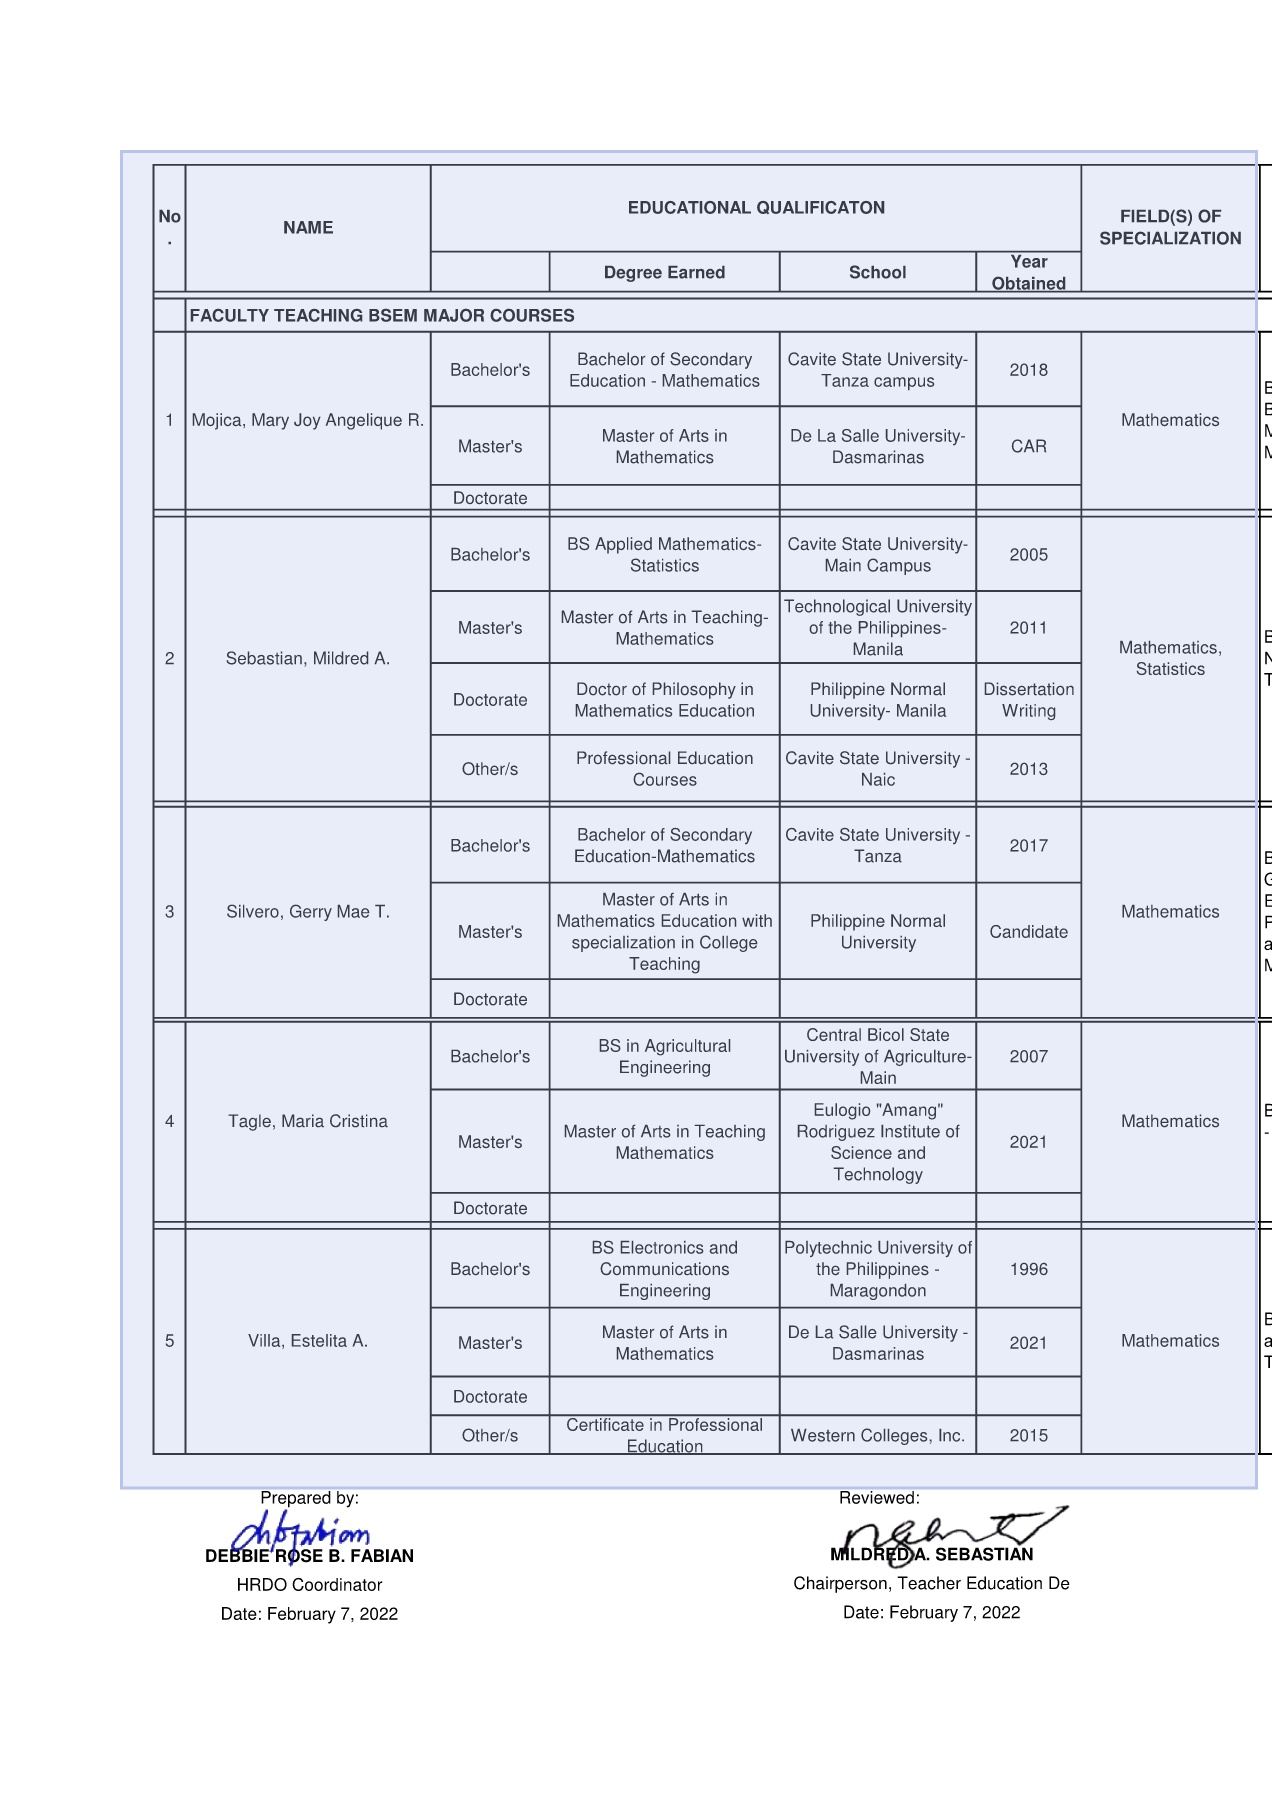 No
.
NAME
EDUCATIONAL QUALIFICATON
FIELD(S) OF
SPECIALIZATION
Degree Earned
School
Year
Obtained
FACULTY TEACHING BSEM MAJOR COURSES
1
Mojica, Mary Joy Angelique R.
Bachelor's
Bachelor of Secondary
Education - Mathematics
Cavite State University-
Tanza campus
2018
Master's
Master of Arts in
Mathematics
De La Salle University-
Dasmarinas
CAR
Doctorate
Mathematics
2
Sebastian, Mildred A.
Bachelor's
BS Applied Mathematics-
Statistics
Cavite State University-
Main Campus
2005
Master's
Master of Arts in Teaching-
Mathematics
Technological University
of the Philippines-
Manila
2011
Doctorate
Doctor of Philosophy in
Mathematics Education
Philippine Normal
University- Manila
Dissertation
Writing
Other/s
Professional Education
Courses
Cavite State University -
Naic
2013
Mathematics,
Statistics
3
Silvero, Gerry Mae T.
Bachelor's
Bachelor of Secondary
Education-Mathematics
Cavite State University -
Tanza
2017
Master's
Master of Arts in
Mathematics Education with
specialization in College
Teaching
Philippine Normal
University
Candidate
Doctorate
Mathematics
4
Tagle, Maria Cristina
Bachelor's
BS in Agricultural
Engineering
Central Bicol State
University of Agriculture-
Main
2007
Master's
Master of Arts in Teaching
Mathematics
Eulogio "Amang"
Rodriguez Institute of
Science and
Technology
2021
Doctorate
Mathematics
5
Villa, Estelita A.
Bachelor's
BS Electronics and
Communications
Engineering
Polytechnic University of
the Philippines -
Maragondon
1996
Master's
Master of Arts in
Mathematics
De La Salle University -
Dasmarinas
2021
Doctorate
Other/s
Certificate in Professional
Education
Western Colleges, Inc.
2015
Mathematics
Prepared by:
DEBBIE ROSE B. FABIAN
HRDO Coordinator
Date: February 7, 2022
Reviewed:
MILDRED A. SEBASTIAN
Chairperson, Teacher Education De
Date: February 7, 2022